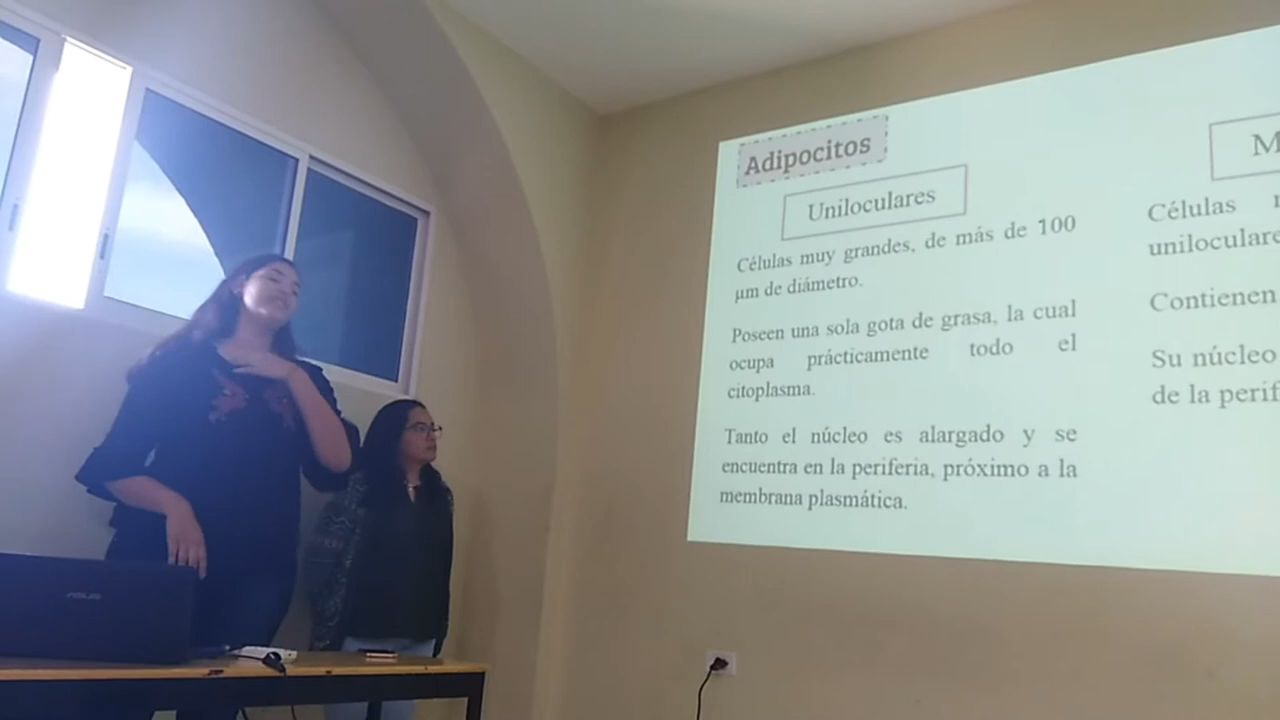 Adipocitos
Uniloculares
Células muy grandes, de más de 100
µm de diámetro.
Poseen una sola gota de grasa, la cual
ocupa prácticamente todo el
citoplasma.
Tanto el núcleo es alargado y se
encuentra en la periferia, próximo a la
membrana plasmática.
M
Células
uniloculare
Contienen
Su núcleo
de la perif
ASUS